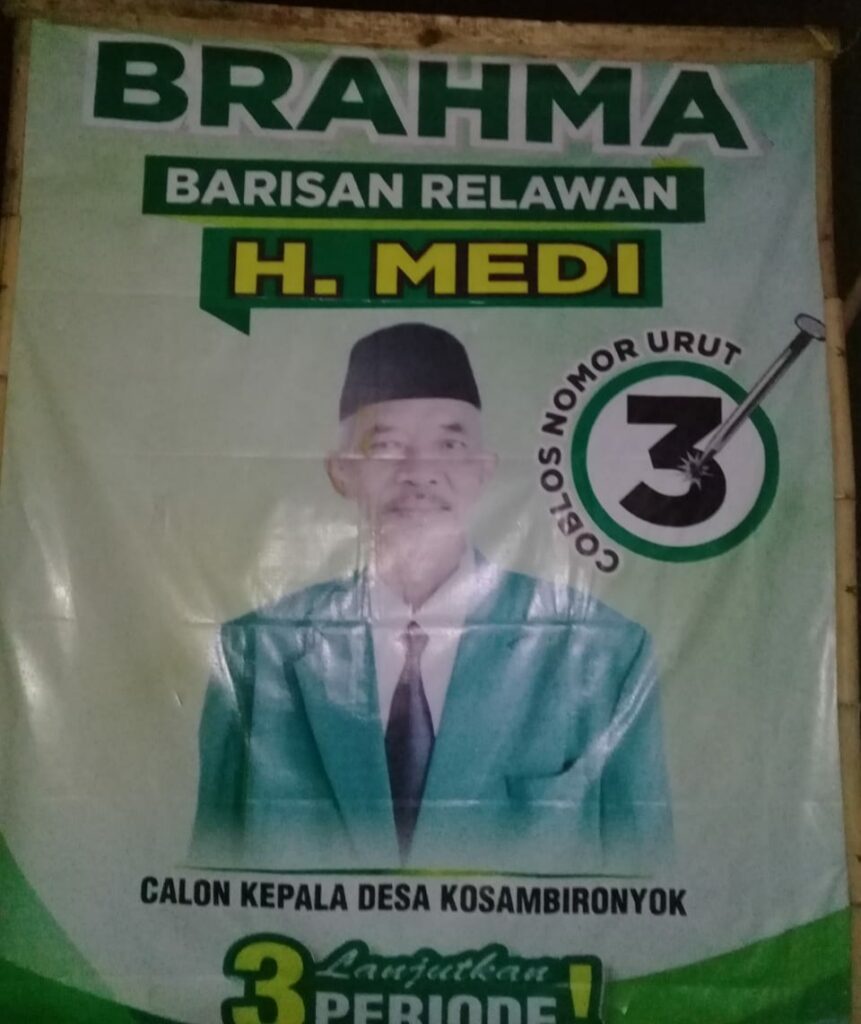 BRAHMA
BARISAN RELAWAN
H. MEDI
COBLOS NOMOR URUT
3
CALON KEPALA DESA KOSAMBIRONYOK
3 Lanjutkan
PERIODE !